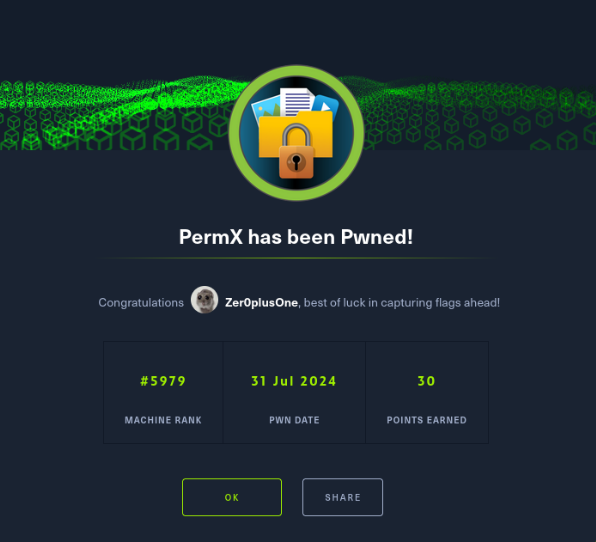 PermX has been Pwned!
Congratulations Zer0plusOne, best of luck in capturing flags ahead!
#5979 31 Jul 2024 30
MACHINE RANK PWN DATE POINTS EARNED
OK SHARE